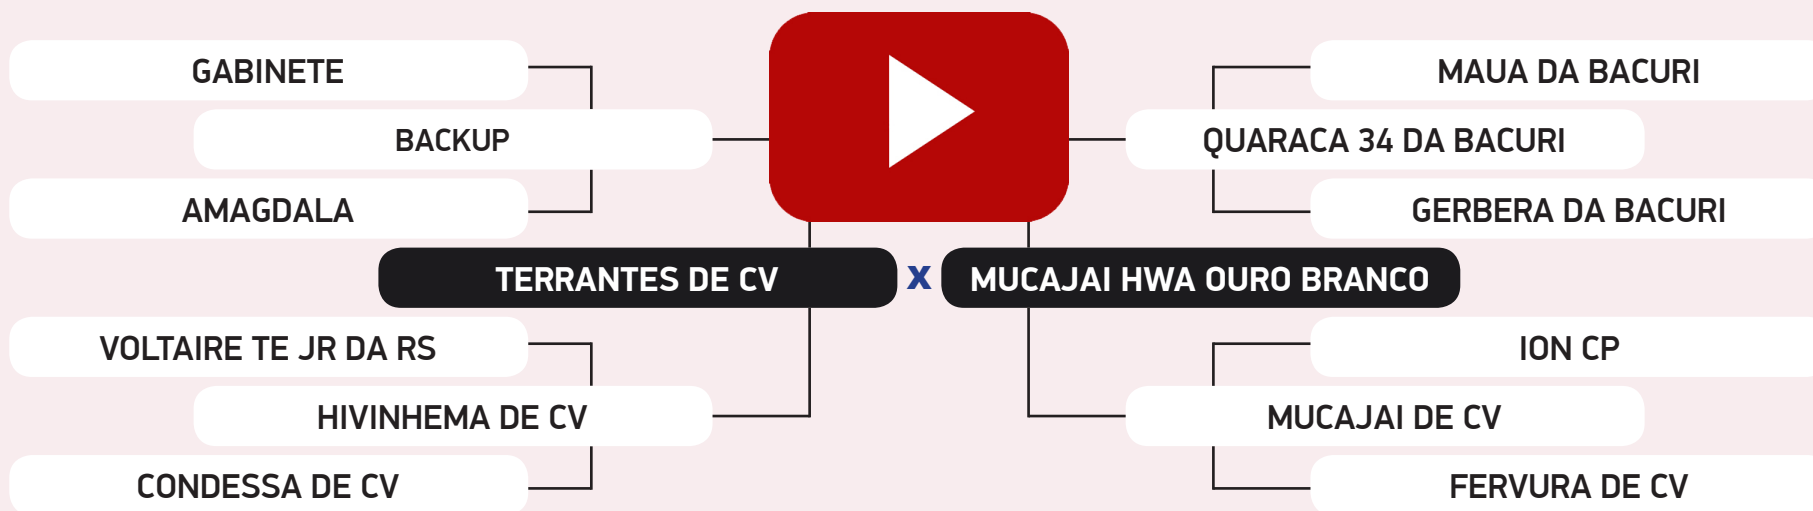 GABINETE
BACKUP
AMAGDALA
MAUA DA BACURI
QUARACA 34 DA BACURI
GERBERA DA BACURI
TERRANTES DE CV x MUCAJAI HWA OURO BRANCO
VOLTAIRE TE JR DA RS
HIVINHEMA DE CV
CONDESSA DE CV
ION CP
MUCAJAI DE CV
FERVURA DE CV